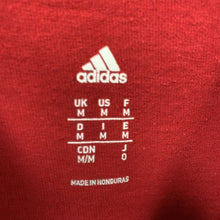 adidas
UK US F
M M M
D I E
M M M
CDN J
M/M O
MADE IN HONDURAS